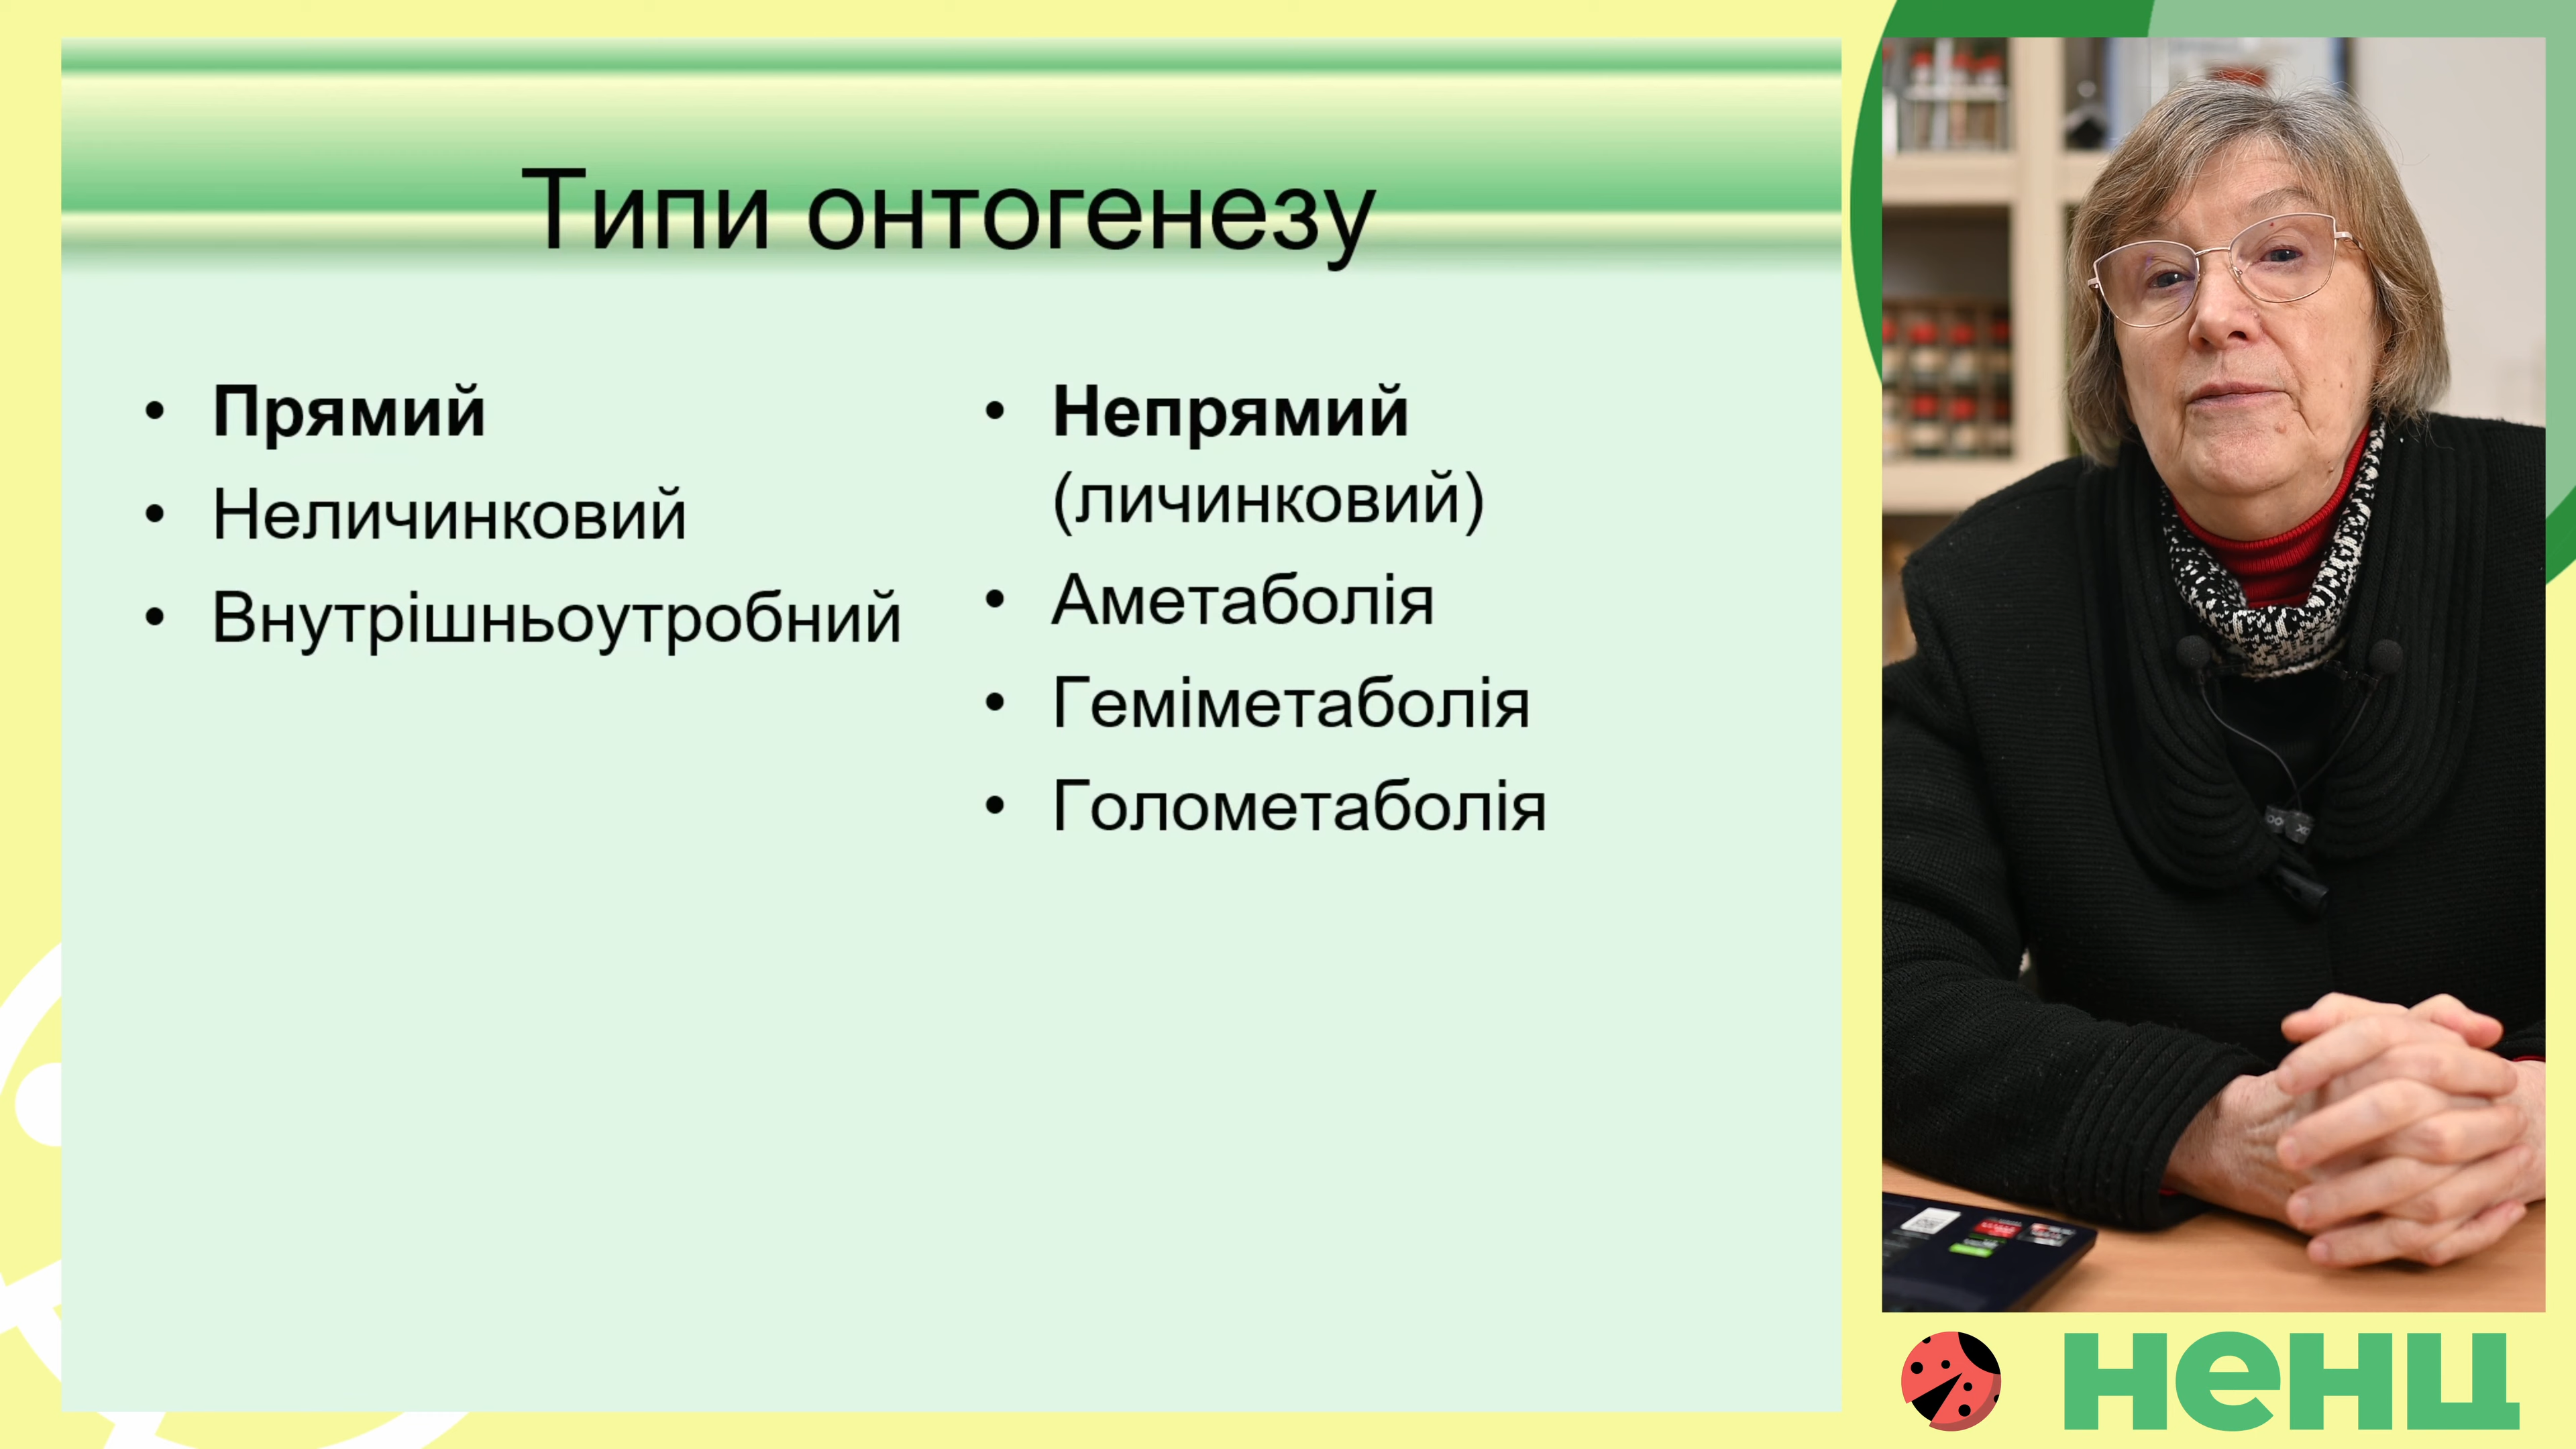 Типи онтогенезу
• Прямий
• Неличинковий
• Внутрішньоутробний
• Непрямий
(личинковий)
• Аметаболія
• Геміметаболія
• Голометаболія
ненц